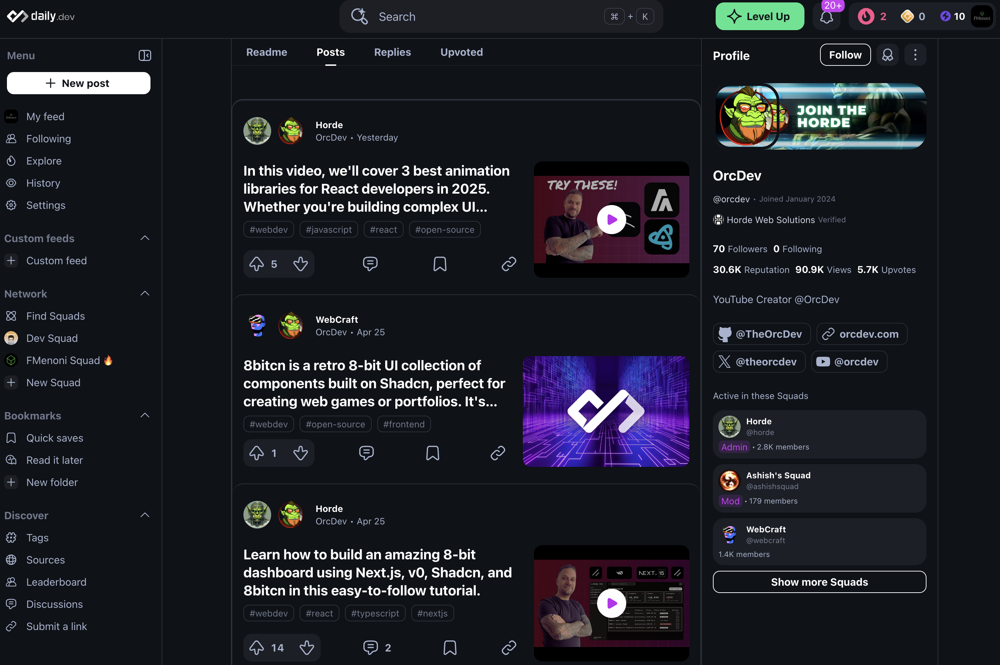 daily.dev
Search
⌘ + K
Level Up
20+
2
0
10
FMenoni
Menu
New post
My feed
Following
Explore
History
Settings
Custom feeds
Custom feed
Network
Find Squads
Dev Squad
FMenoni Squad 🔥
New Squad
Bookmarks
Quick saves
Read it later
New folder
Discover
Tags
Sources
Leaderboard
Discussions
Submit a link
Readme
Posts
Replies
Upvoted
Horde
OrcDev • Yesterday
In this video, we'll cover 3 best animation
libraries for React developers in 2025.
Whether you're building complex UI...
#webdev
#javascript
#react
#open-source
5
TRY THESE!
WebCraft
OrcDev • Apr 25
8bitcn is a retro 8-bit UI collection of
components built on Shadcn, perfect for
creating web games or portfolios. It's...
#webdev
#open-source
#frontend
1
Horde
OrcDev • Apr 25
Learn how to build an amazing 8-bit
dashboard using Next.js, v0, Shadcn, and
8bitcn in this easy-to-follow tutorial.
#webdev
#react
#typescript
#nextjs
14
2
v0
NEXT.js 15
Dashboard
+2,350
+12,234
+573
Profile
Follow
JOIN THE
HORDE
OrcDev
@orcdev • Joined January 2024
Horde Web Solutions Verified
70 Followers 0 Following
30.6K Reputation 90.9K Views 5.7K Upvotes
YouTube Creator @OrcDev
@TheOrcDev
orcdev.com
@theorcdev
@orcdev
Active in these Squads
Horde
@horde
Admin • 2.8K members
Ashish's Squad
@ashishsquad
Mod • 179 members
WebCraft
@webcraft
1.4K members
Show more Squads